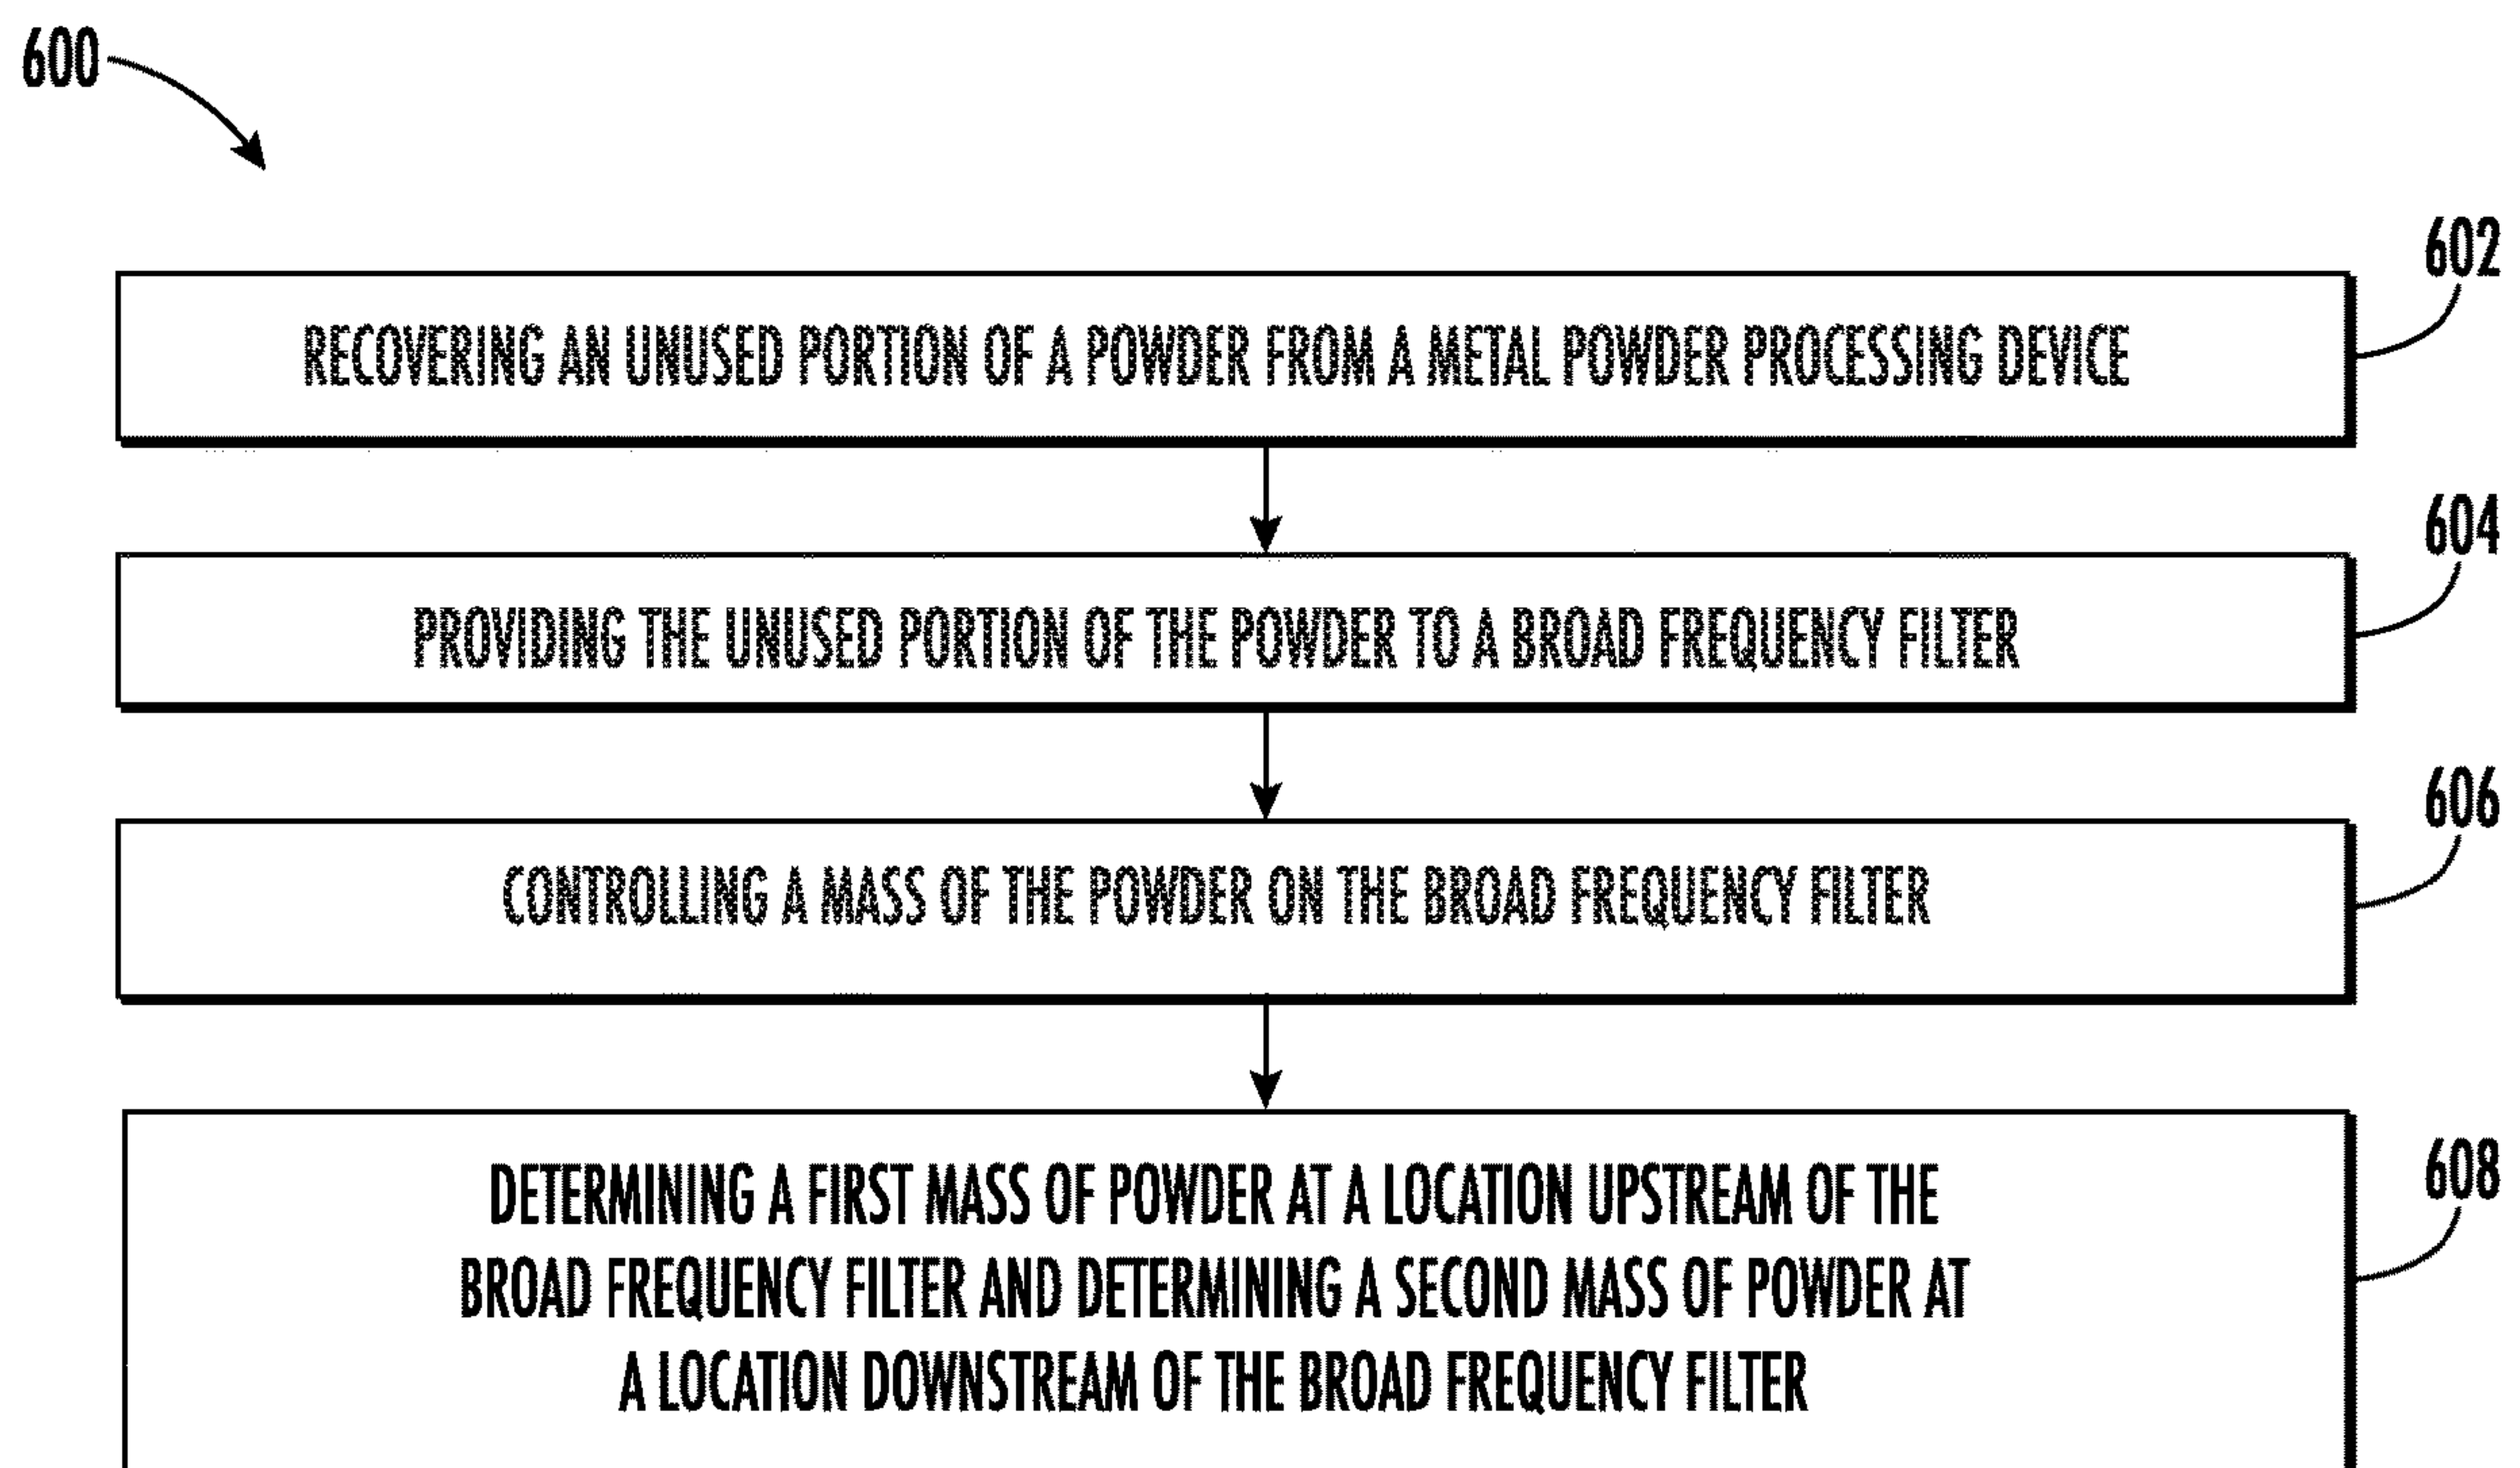 600
602
RECOVERING AN UNUSED PORTION OF A POWDER FROM A METAL POWDER PROCESSING DEVICE
604
PROVIDING THE UNUSED PORTION OF THE POWDER TO A BROAD FREQUENCY FILTER
606
CONTROLLING A MASS OF THE POWDER ON THE BROAD FREQUENCY FILTER
608
DETERMINING A FIRST MASS OF POWDER AT A LOCATION UPSTREAM OF THE
BROAD FREQUENCY FILTER AND DETERMINING A SECOND MASS OF POWDER AT
A LOCATION DOWNSTREAM OF THE BROAD FREQUENCY FILTER